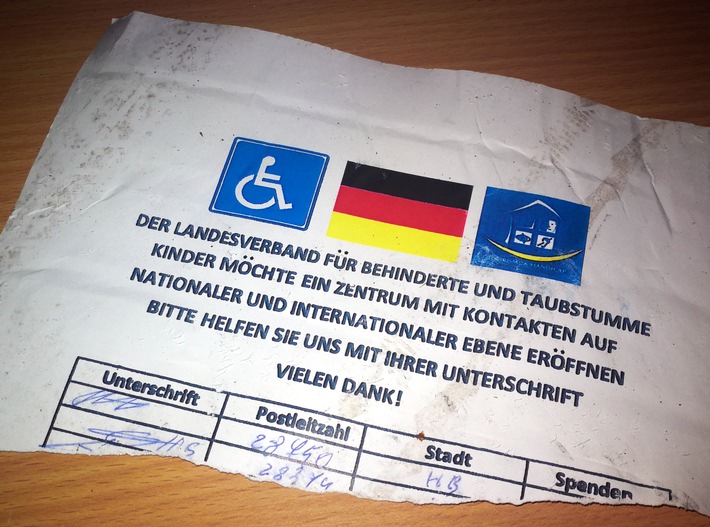 DER LANDESVERBAND FÜR BEHINDERTE UND TAUBSTUMME
KINDER MÖCHTE EIN ZENTRUM MIT KONTAKTEN AUF
NATIONALER UND INTERNATIONALER EBENE ERÖFFNEN
BITTE HELFEN SIE UNS MIT IHRER UNTERSCHRIFT
VIELEN DANK!
Unterschrift Postleitzahl Stadt Spenden
HB